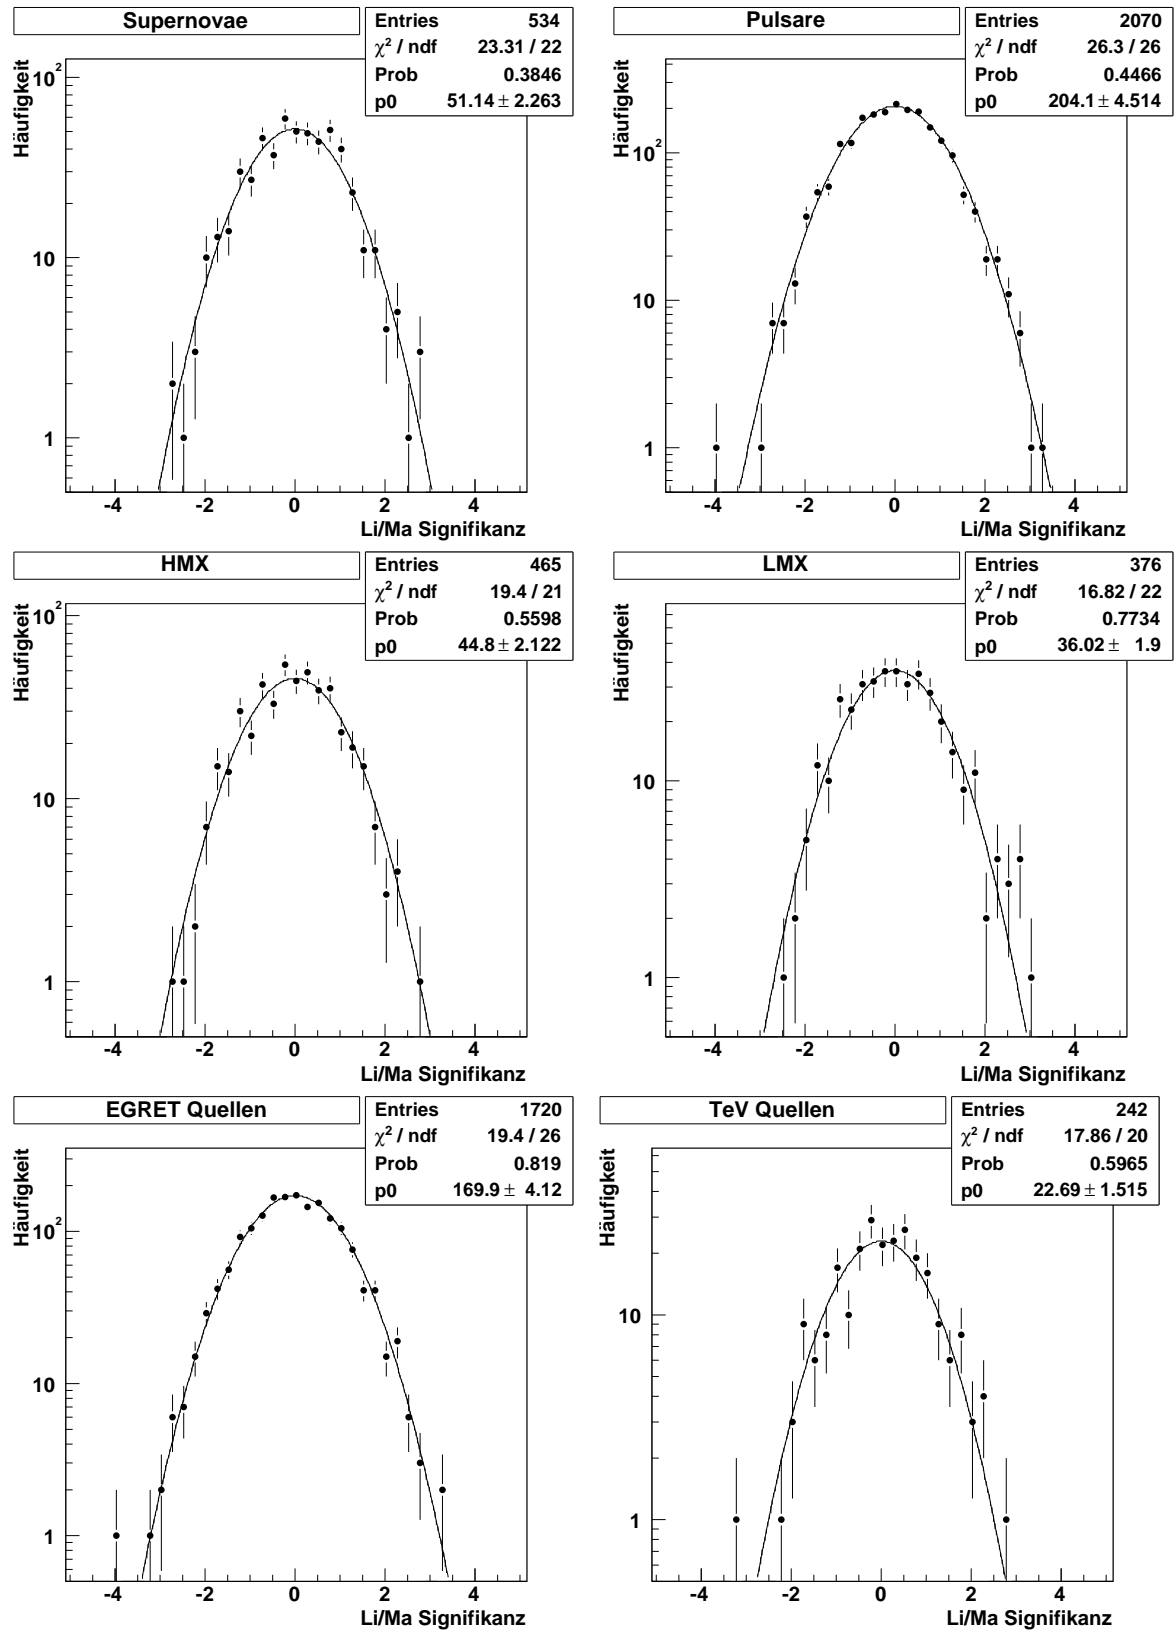 Supernovae
Entries 534
χ² / ndf 23.31 / 22
Prob 0.3846
p0 51.14 ± 2.263
Häufigkeit
10²
10
1
-4 -2 0 2 4
Li/Ma Signifikanz
Pulsare
Entries 2070
χ² / ndf 26.3 / 26
Prob 0.4466
p0 204.1 ± 4.514
Häufigkeit
10²
10
1
-4 -2 0 2 4
Li/Ma Signifikanz
HMX
Entries 465
χ² / ndf 19.4 / 21
Prob 0.5598
p0 44.8 ± 2.122
Häufigkeit
10²
10
1
-4 -2 0 2 4
Li/Ma Signifikanz
LMX
Entries 376
χ² / ndf 16.82 / 22
Prob 0.7734
p0 36.02 ± 1.9
Häufigkeit
10
1
-4 -2 0 2 4
Li/Ma Signifikanz
EGRET Quellen
Entries 1720
χ² / ndf 19.4 / 26
Prob 0.819
p0 169.9 ± 4.12
Häufigkeit
10²
10
1
-4 -2 0 2 4
Li/Ma Signifikanz
TeV Quellen
Entries 242
χ² / ndf 17.86 / 20
Prob 0.5965
p0 22.69 ± 1.515
Häufigkeit
10
1
-4 -2 0 2 4
Li/Ma Signifikanz